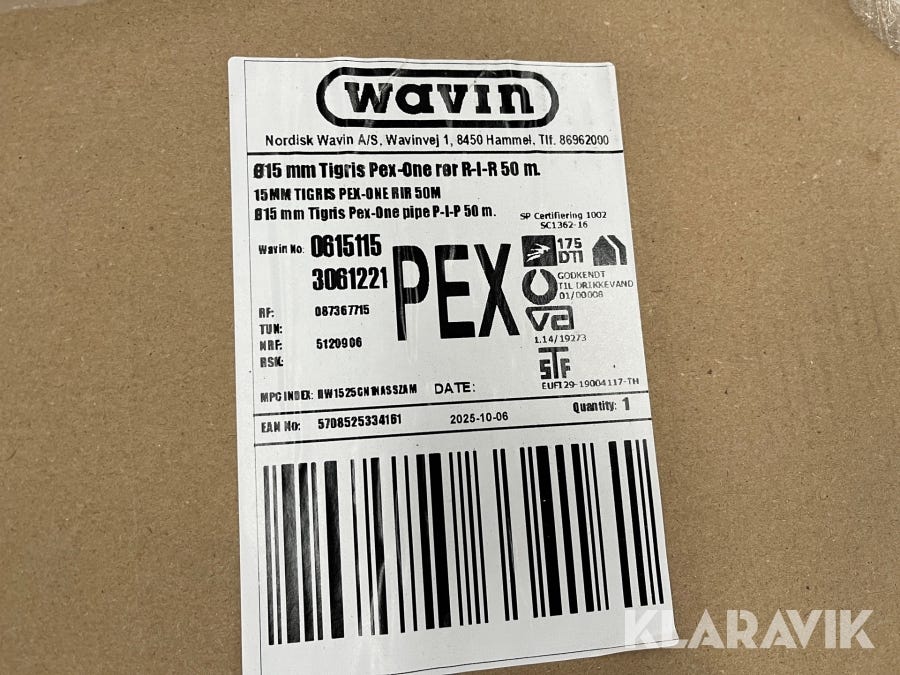 wavin
Nordisk Wavin A/S, Wavinvej 1, 8450 Hammel, Tlf. 86962000
Ø15 mm Tigris Pex-One rør R-I-R 50 m.
15MM TIGRIS PEX-ONE RIR 50M
Ø15 mm Tigris Pex-One pipe P-I-P 50 m.
SP Certifiering 1002
SC1362-16
Wavin No: 0615115
3061221
PEX
175
DTI
GODKENDT
TIL DRIKKEVAND
01/00008
va
1.14/19273
STF
EUFI29-19004117-TH
RF: 087367715
TUN:
NRF: 5120906
RSK:
MPG INDEX: DATE:
EAN No: 5708525334161 2025-10-06 Quantity: 1
KLARAVIK